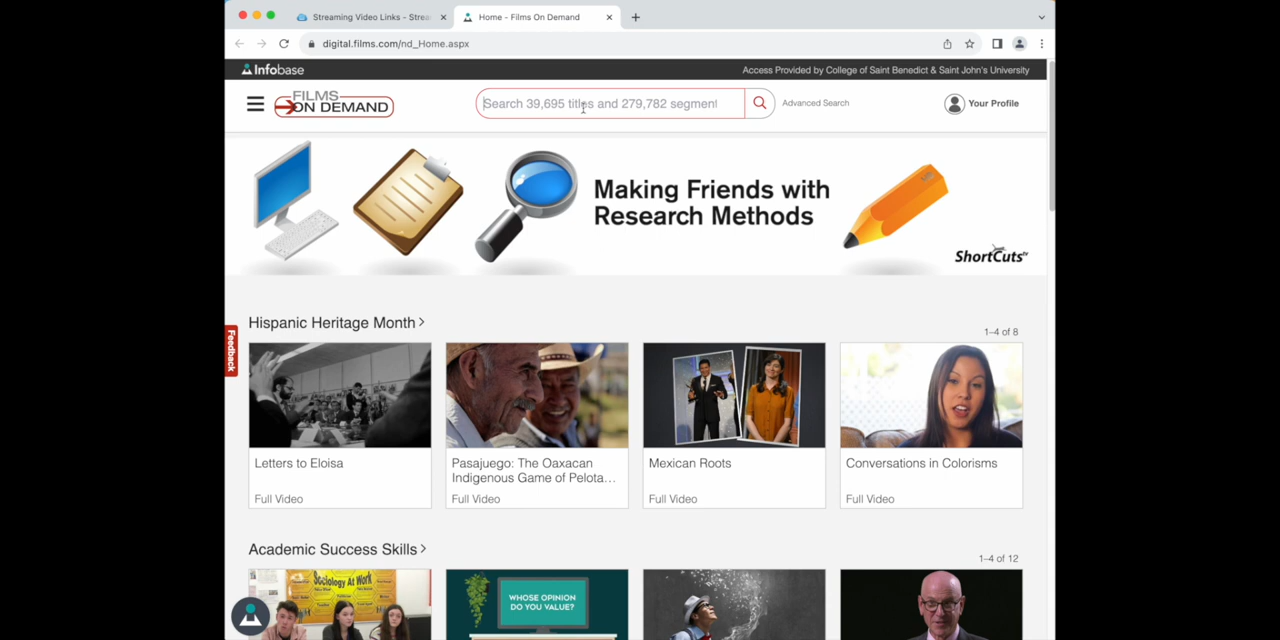 Streaming Video Links - Strea
Home - Films On Demand
digital.films.com/nd_Home.aspx
Infobase
Access Provided by College of Saint Benedict & Saint John's University
FILMS
ON DEMAND
Search 39,695 titles and 279,782 segment
Advanced Search
Your Profile
Making Friends with
Research Methods
ShortCuts tv
Hispanic Heritage Month >
1–4 of 8
Feedback
Letters to Eloisa
Full Video
Pasajuego: The Oaxacan
Indigenous Game of Pelota...
Full Video
Mexican Roots
Full Video
Conversations in Colorisms
Full Video
Academic Success Skills >
1–4 of 12
Sociology At Work
WHOSE OPINION
DO YOU VALUE?